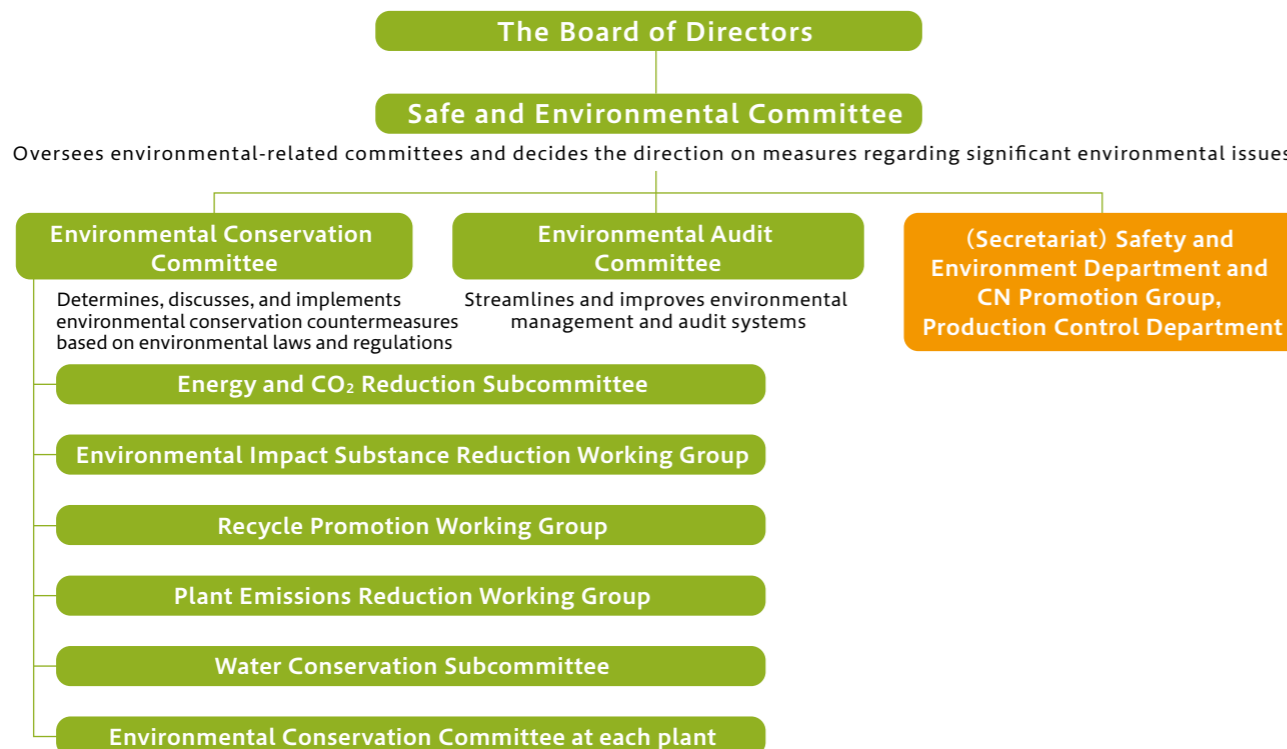 The Board of Directors
Safe and Environmental Committee
Oversees environmental-related committees and decides the direction on measures regarding significant environmental issues
Environmental Conservation
Committee
Determines, discusses, and implements
environmental conservation countermeasures
based on environmental laws and regulations
Environmental Audit
Committee
Streamlines and improves environmental
management and audit systems
(Secretariat) Safety and
Environment Department and
CN Promotion Group,
Production Control Department
Energy and CO₂ Reduction Subcommittee
Environmental Impact Substance Reduction Working Group
Recycle Promotion Working Group
Plant Emissions Reduction Working Group
Water Conservation Subcommittee
Environmental Conservation Committee at each plant